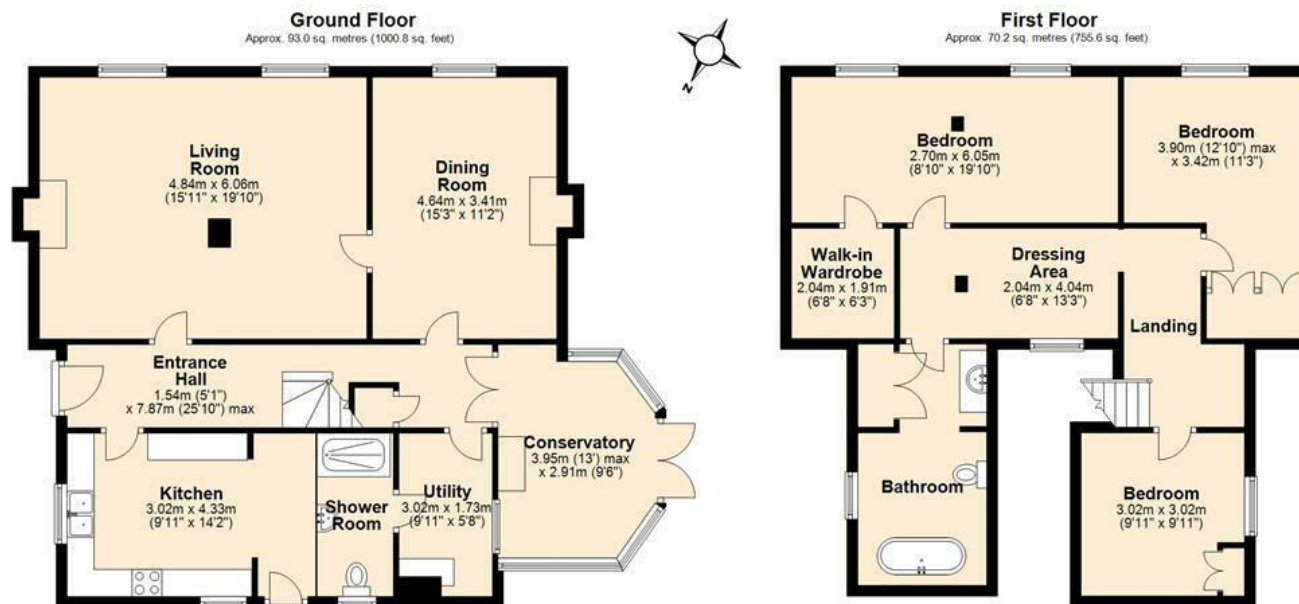 Ground Floor
Approx. 93.0 sq. metres (1000.8 sq. feet)
Living
Room
4.84m x 6.06m
(15'11" x 19'10")
Dining
Room
4.64m x 3.41m
(15'3" x 11'2")
Entrance
Hall
1.54m (5'1")
x 7.87m (25'10") max
Kitchen
3.02m x 4.33m
(9'11" x 14'2")
Shower
Room
Utility
3.02m x 1.73m
(9'11" x 5'8")
Conservatory
3.95m (13') max
x 2.91m (9'6")
N
First Floor
Approx. 70.2 sq. metres (755.6 sq. feet)
Bedroom
2.70m x 6.05m
(8'10" x 19'10")
Bedroom
3.90m (12'10") max
x 3.42m (11'3")
Walk-in
Wardrobe
2.04m x 1.91m
(6'8" x 6'3")
Dressing
Area
2.04m x 4.04m
(6'8" x 13'3")
Landing
Bathroom
Bedroom
3.02m x 3.02m
(9'11" x 9'11")